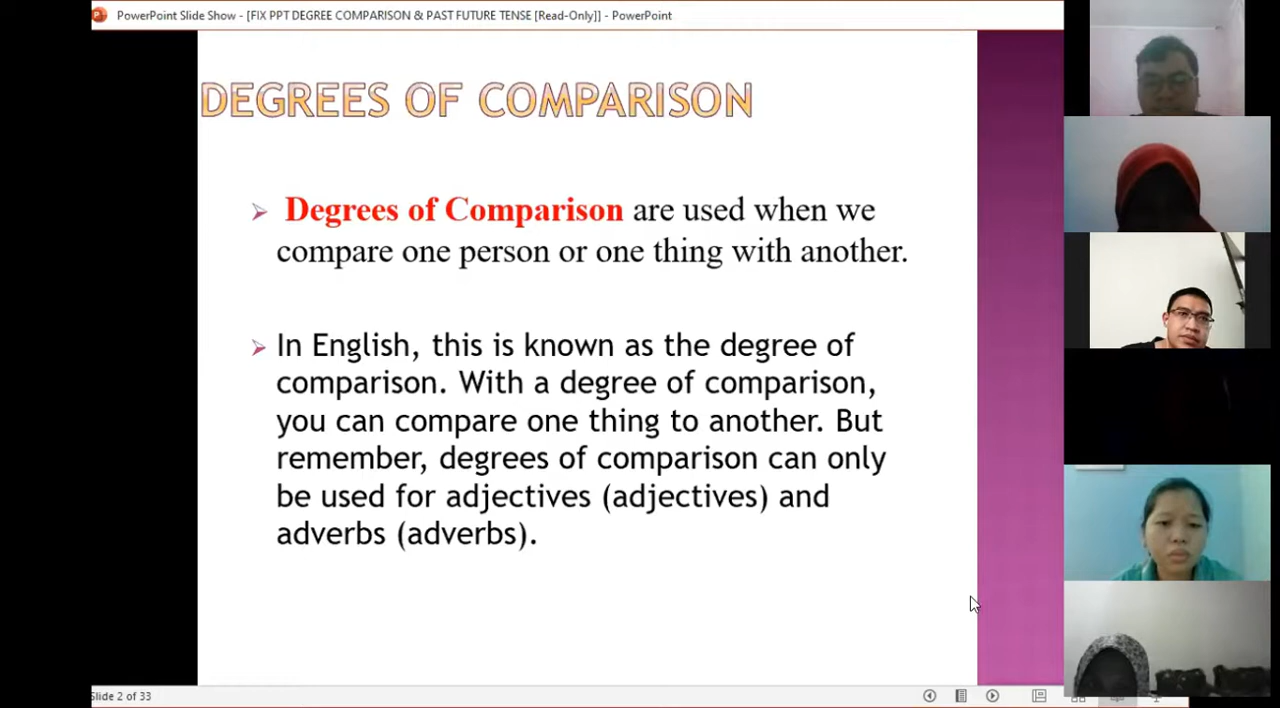 PowerPoint Slide Show - [FIX PPT DEGREE COMPARISON & PAST FUTURE TENSE [Read-Only]] - PowerPoint
DEGREES OF COMPARISON
Degrees of Comparison are used when we
compare one person or one thing with another.
In English, this is known as the degree of
comparison. With a degree of comparison,
you can compare one thing to another. But
remember, degrees of comparison can only
be used for adjectives (adjectives) and
adverbs (adverbs).
Slide 2 of 33